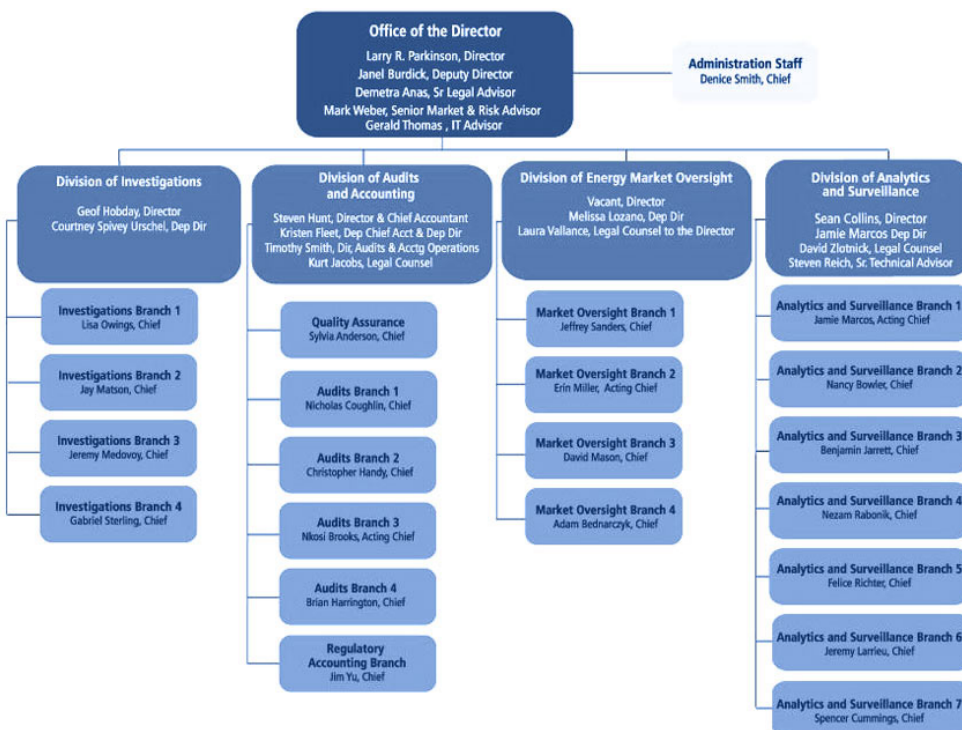 Office of the Director
Larry R. Parkinson, Director
Janel Burdick, Deputy Director
Demetra Anas, Sr Legal Advisor
Mark Weber, Senior Market & Risk Advisor
Gerald Thomas , IT Advisor
Administration Staff
Denice Smith, Chief
Division of Investigations
Geof Hobday, Director
Courtney Spivey Urschel, Dep Dir
Investigations Branch 1
Lisa Owings, Chief
Investigations Branch 2
Jay Matson, Chief
Investigations Branch 3
Jeremy Medovoy, Chief
Investigations Branch 4
Gabriel Sterling, Chief
Division of Audits
and Accounting
Steven Hunt, Director & Chief Accountant
Kristen Fleet, Dep Chief Acct & Dep Dir
Timothy Smith, Dir, Audits & Acctg Operations
Kurt Jacobs, Legal Counsel
Quality Assurance
Sylvia Anderson, Chief
Audits Branch 1
Nicholas Coughlin, Chief
Audits Branch 2
Christopher Handy, Chief
Audits Branch 3
Nkosi Brooks, Acting Chief
Audits Branch 4
Brian Harrington, Chief
Regulatory
Accounting Branch
Jim Yu, Chief
Division of Energy Market Oversight
Vacant, Director
Melissa Lozano, Dep Dir
Laura Vallance, Legal Counsel to the Director
Market Oversight Branch 1
Jeffrey Sanders, Chief
Market Oversight Branch 2
Erin Miller, Acting Chief
Market Oversight Branch 3
David Mason, Chief
Market Oversight Branch 4
Adam Bednarczyk, Chief
Division of Analytics
and Surveillance
Sean Collins, Director
Jamie Marcos Dep Dir
David Zlotnick, Legal Counsel
Steven Reich, Sr. Technical Advisor
Analytics and Surveillance Branch 1
Jamie Marcos, Acting Chief
Analytics and Surveillance Branch 2
Nancy Bowler, Chief
Analytics and Surveillance Branch 3
Benjamin Jarrett, Chief
Analytics and Surveillance Branch 4
Nezam Rabonik, Chief
Analytics and Surveillance Branch 5
Felice Richter, Chief
Analytics and Surveillance Branch 6
Jeremy Larrieu, Chief
Analytics and Surveillance Branch 7
Spencer Cummings, Chief